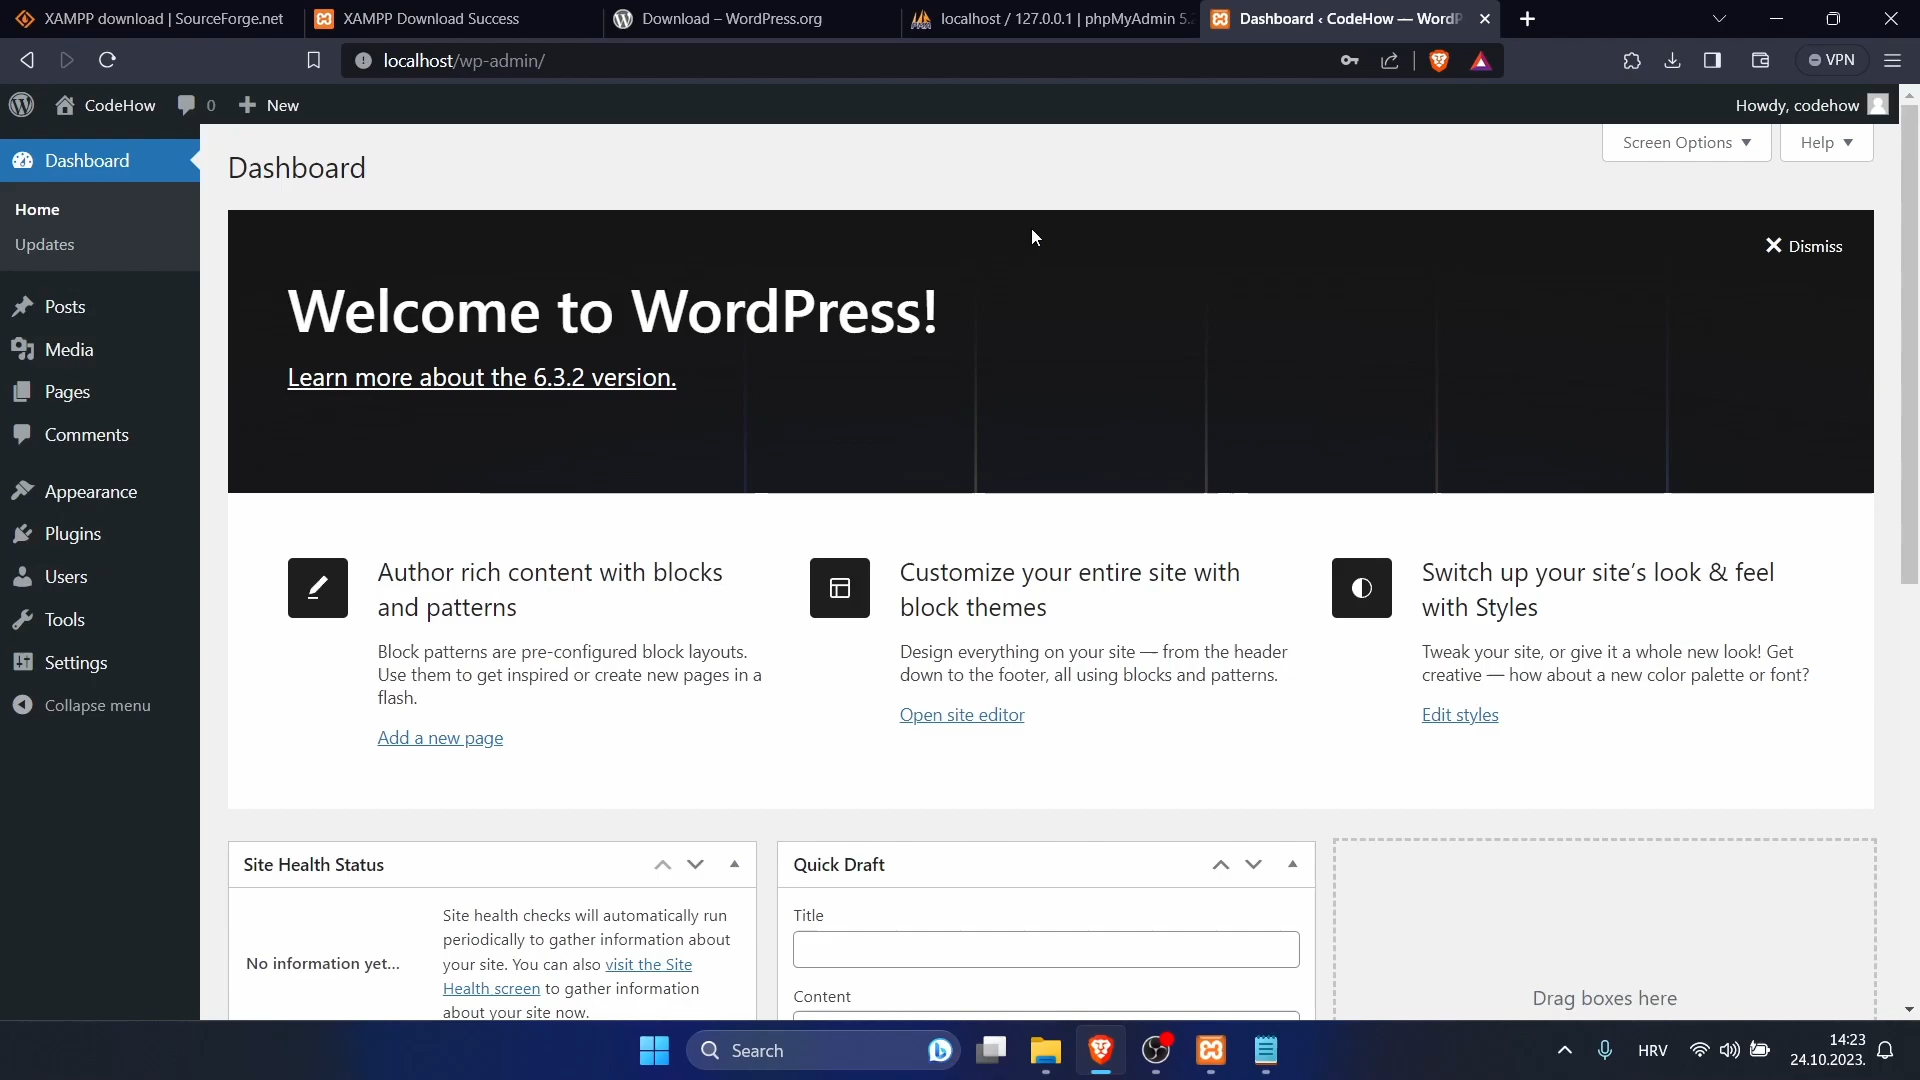 XAMPP download | SourceForge.net
XAMPP Download Success
Download – WordPress.org
localhost / 127.0.0.1 | phpMyAdmin 5.
Dashboard ‹ CodeHow — WordP
localhost/wp-admin/
VPN
CodeHow
0
New
Howdy, codehow
Dashboard
Home
Updates
Posts
Media
Pages
Comments
Appearance
Plugins
Users
Tools
Settings
Collapse menu
Dashboard
Screen Options
Help
Dismiss
Welcome to WordPress!
Learn more about the 6.3.2 version.
Author rich content with blocks
and patterns
Block patterns are pre-configured block layouts.
Use them to get inspired or create new pages in a
flash.
Add a new page
Customize your entire site with
block themes
Design everything on your site — from the header
down to the footer, all using blocks and patterns.
Open site editor
Switch up your site’s look & feel
with Styles
Tweak your site, or give it a whole new look! Get
creative — how about a new color palette or font?
Edit styles
Site Health Status
No information yet...
Site health checks will automatically run
periodically to gather information about
your site. You can also visit the Site
Health screen to gather information
about your site now.
Quick Draft
Title
Content
Drag boxes here
Search
HRV
14:23
24.10.2023.